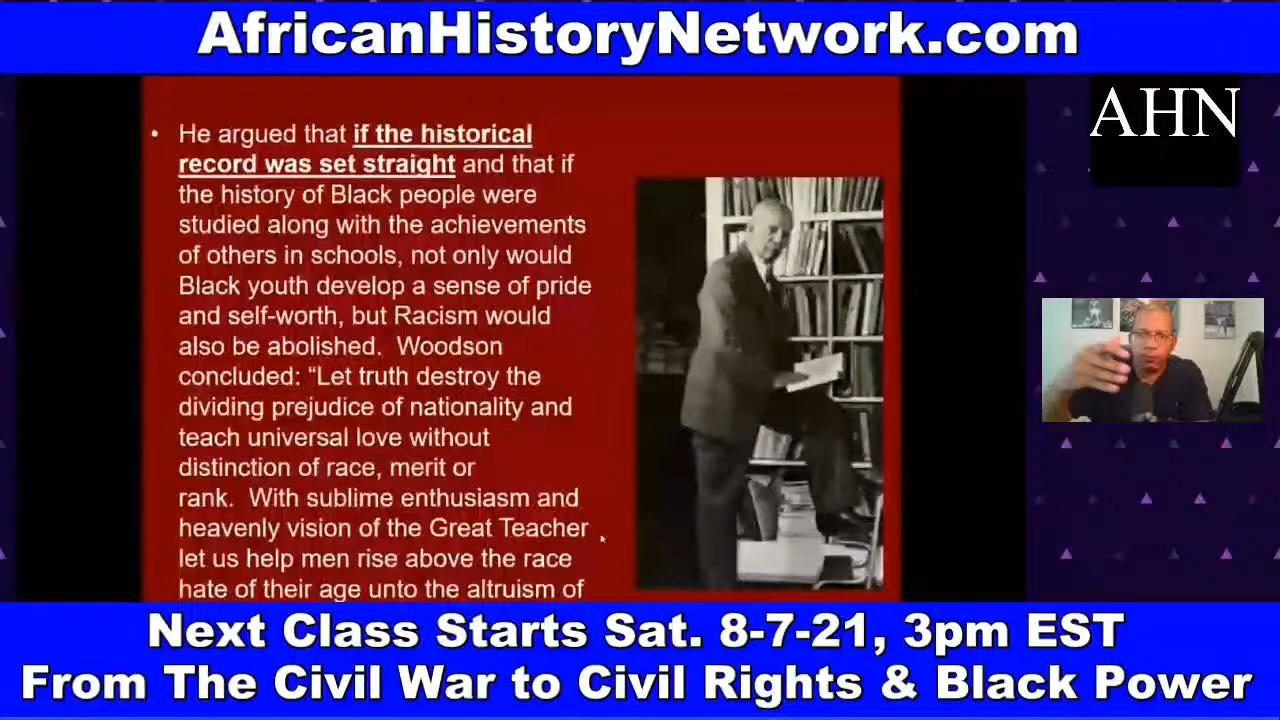 AfricanHistoryNetwork.com
AHN
• He argued that if the historical
record was set straight and that if
the history of Black people were
studied along with the achievements
of others in schools, not only would
Black youth develop a sense of pride
and self-worth, but Racism would
also be abolished. Woodson
concluded: “Let truth destroy the
dividing prejudice of nationality and
teach universal love without
distinction of race, merit or
rank. With sublime enthusiasm and
heavenly vision of the Great Teacher
let us help men rise above the race
hate of their age unto the altruism of
Next Class Starts Sat. 8-7-21, 3pm EST
From The Civil War to Civil Rights & Black Power